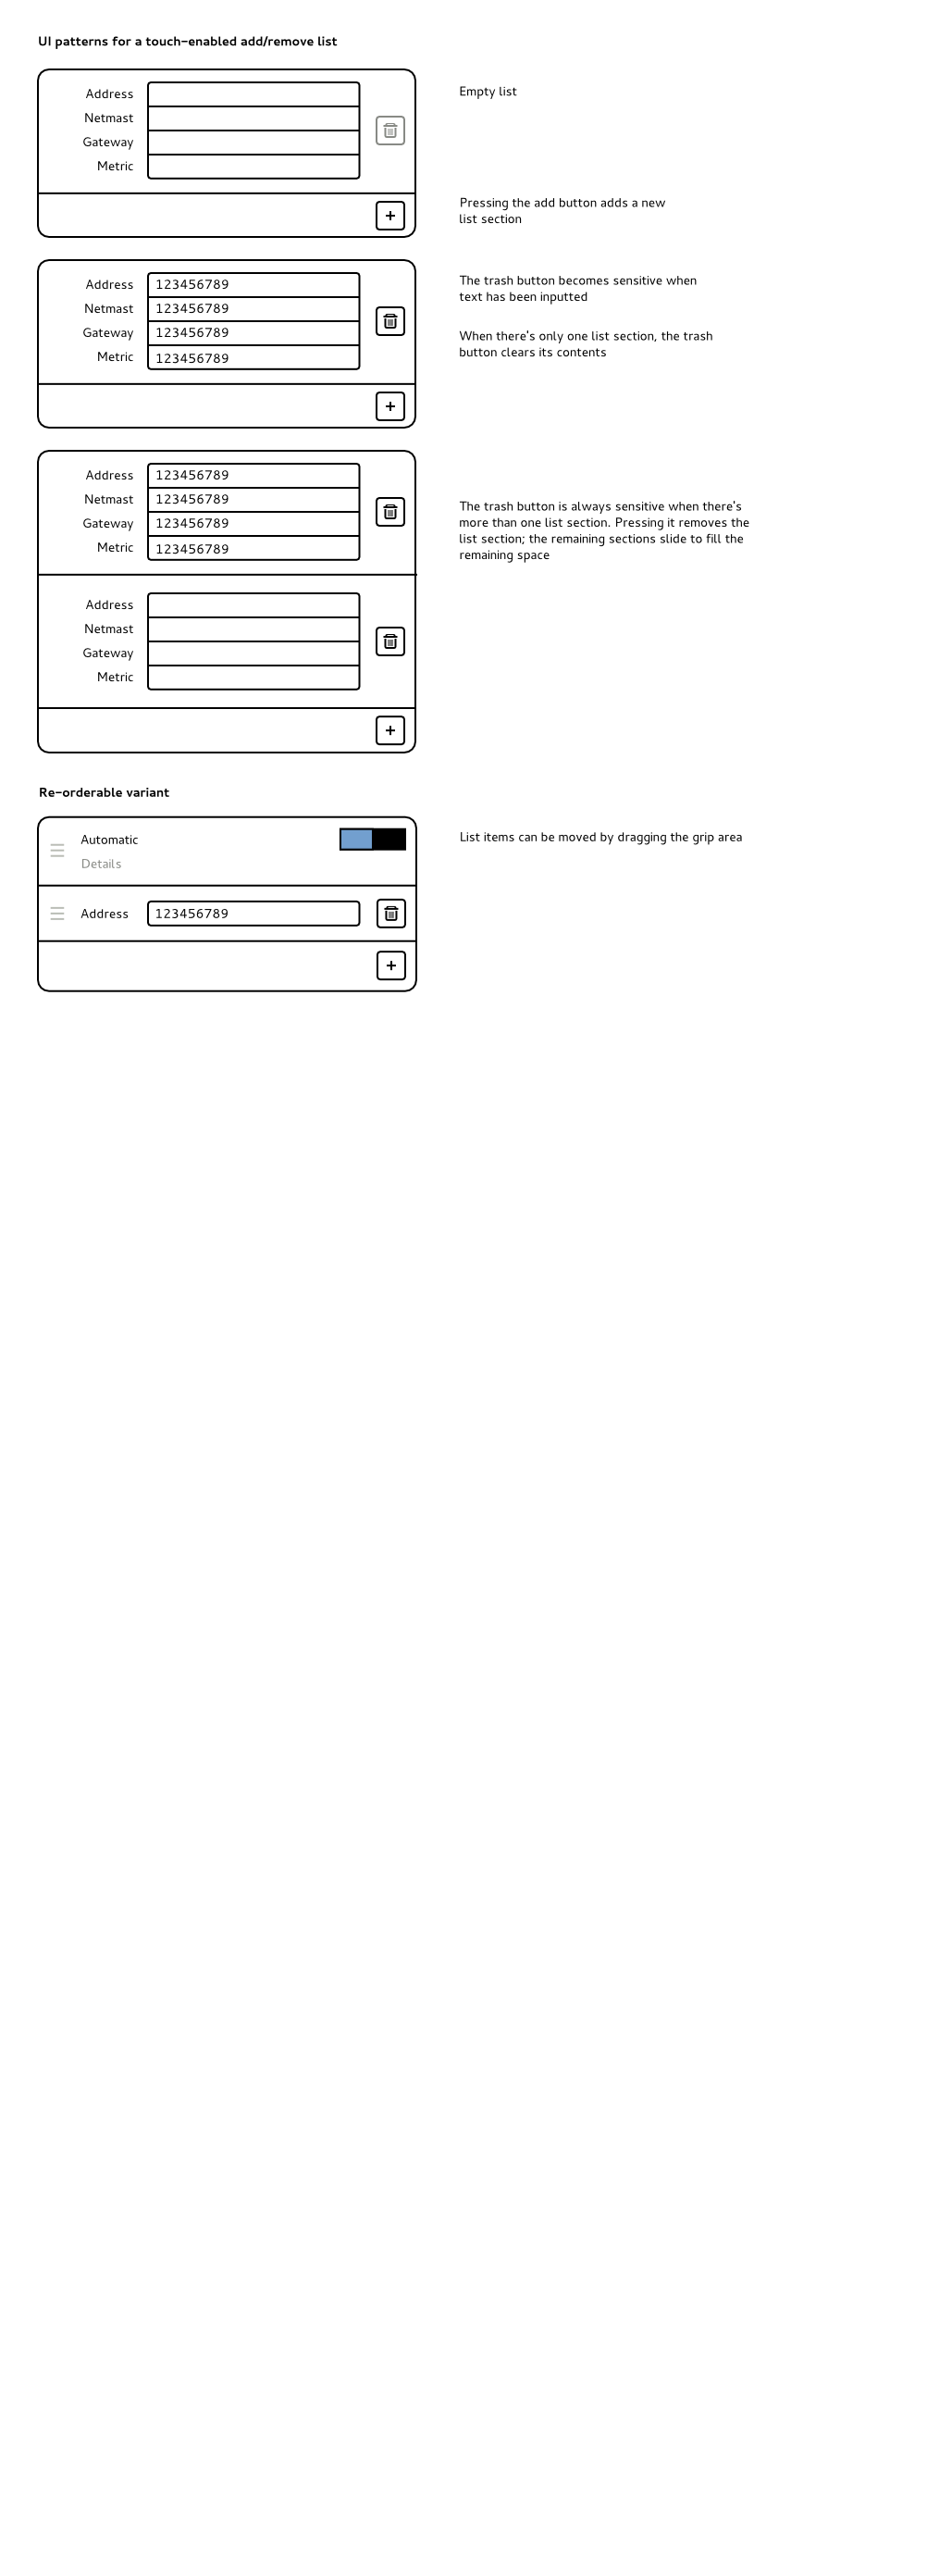 UI patterns for a touch-enabled add/remove list
Address
Netmast
Gateway
Metric
Empty list
Pressing the add button adds a new
list section
Address 123456789
Netmast 123456789
Gateway 123456789
Metric 123456789
The trash button becomes sensitive when
text has been inputted
When there's only one list section, the trash
button clears its contents
Address 123456789
Netmast 123456789
Gateway 123456789
Metric 123456789
The trash button is always sensitive when there's
more than one list section. Pressing it removes the
list section; the remaining sections slide to fill the
remaining space
Address
Netmast
Gateway
Metric
Re-orderable variant
Automatic
Details
List items can be moved by dragging the grip area
Address 123456789